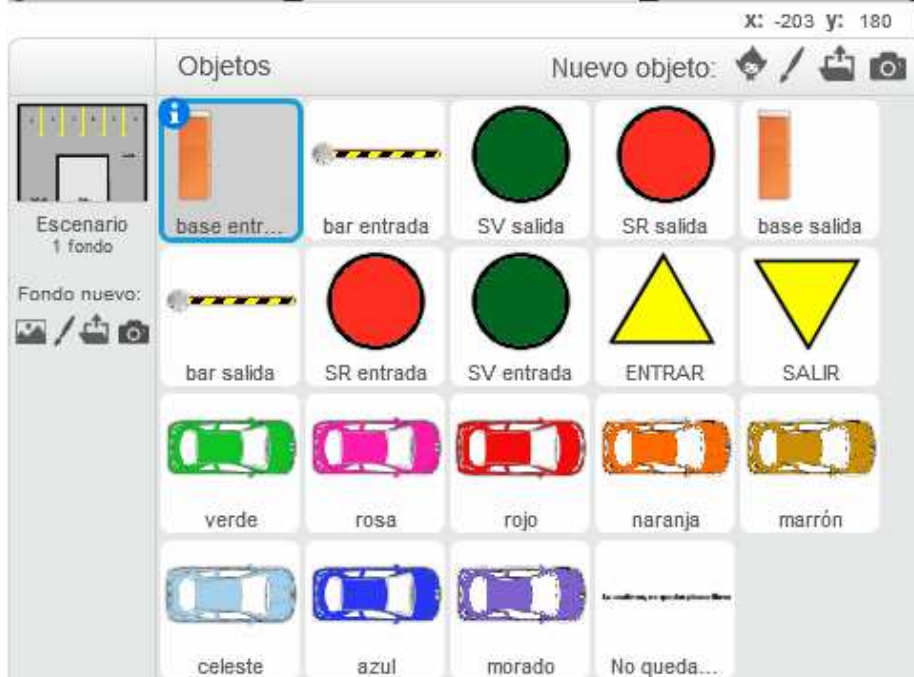 x: -203 y: 180
Objetos
Nuevo objeto:
base entr...
bar entrada
SV salida
SR salida
base salida
Escenario
1 fondo
Fondo nuevo:
bar salida
SR entrada
SV entrada
ENTRAR
SALIR
verde
rosa
rojo
naranja
marrón
celeste
azul
morado
No queda...